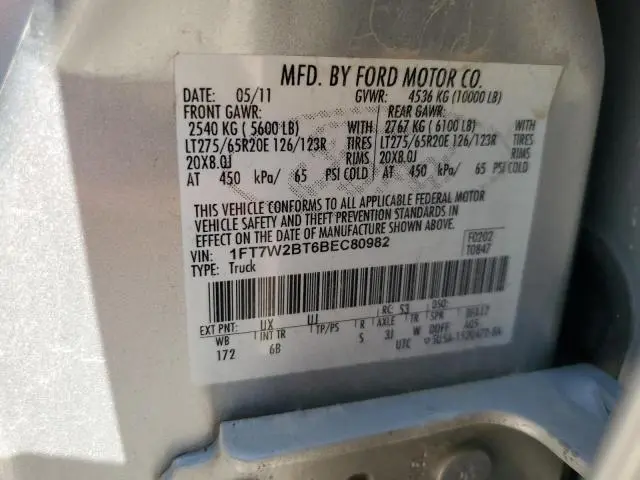 MFD. BY FORD MOTOR CO.
DATE: 05/11 GVWR: 4536 KG (10000 LB)
FRONT GAWR: REAR GAWR:
2540 KG ( 5600 LB) WITH 2767 KG ( 6100 LB) WITH
LT275/65R20E 126/123R TIRES LT275/65R20E 126/123R TIRES
20X8.0J RIMS 20X8.0J RIMS
AT 450 kPa/ 65 PSI COLD AT 450 kPa/ 65 PSI COLD
THIS VEHICLE CONFORMS TO ALL APPLICABLE FEDERAL MOTOR
VEHICLE SAFETY AND THEFT PREVENTION STANDARDS IN
EFFECT ON THE DATE OF MANUFACTURE SHOWN ABOVE.
VIN: 1FT7W2BT6BEC80982 F0202
TYPE: Truck T0847
EXT PNT: UX UJ RC: 53 DSO:
WB INT TR TP/PS R AXLE TR SPR
172 6B S 3J W
UTC